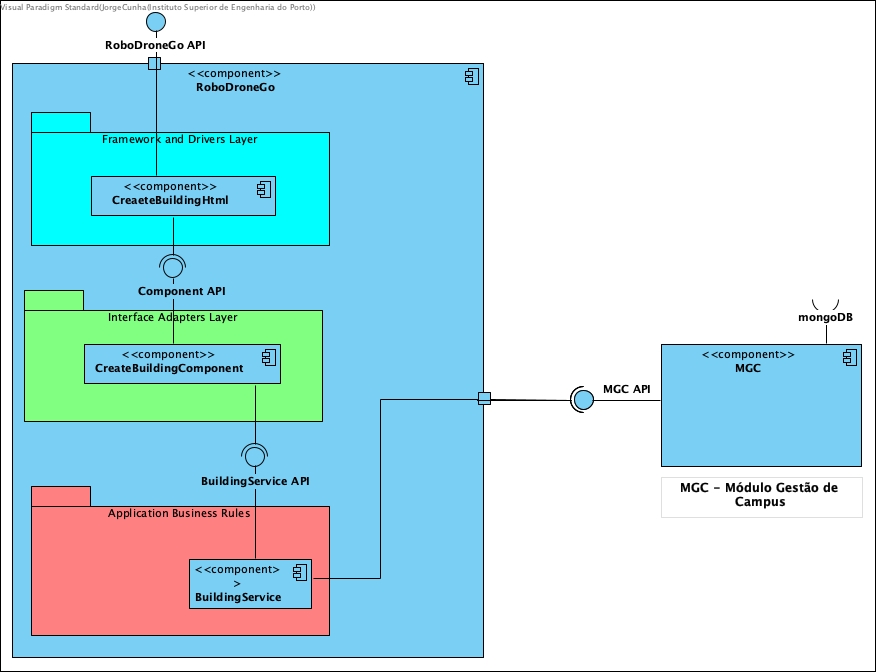 Visual Paradigm Standard(JorgeCunha(Instituto Superior de Engenharia do Porto))
RoboDroneGo API
<<component>>
RoboDroneGo
Framework and Drivers Layer
<<component>>
CreaeteBuildingHtml
Component API
Interface Adapters Layer
<<component>>
CreateBuildingComponent
BuildingService API
Application Business Rules
<<component>
>
BuildingService
MGC API
mongoDB
<<component>>
MGC
MGC - Módulo Gestão de
Campus